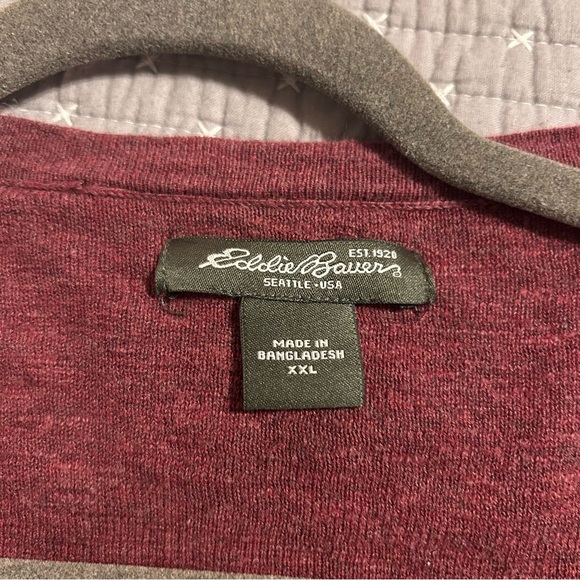 EST. 1920
Eddie Bauer
SEATTLE • USA
MADE IN
BANGLADESH
XXL